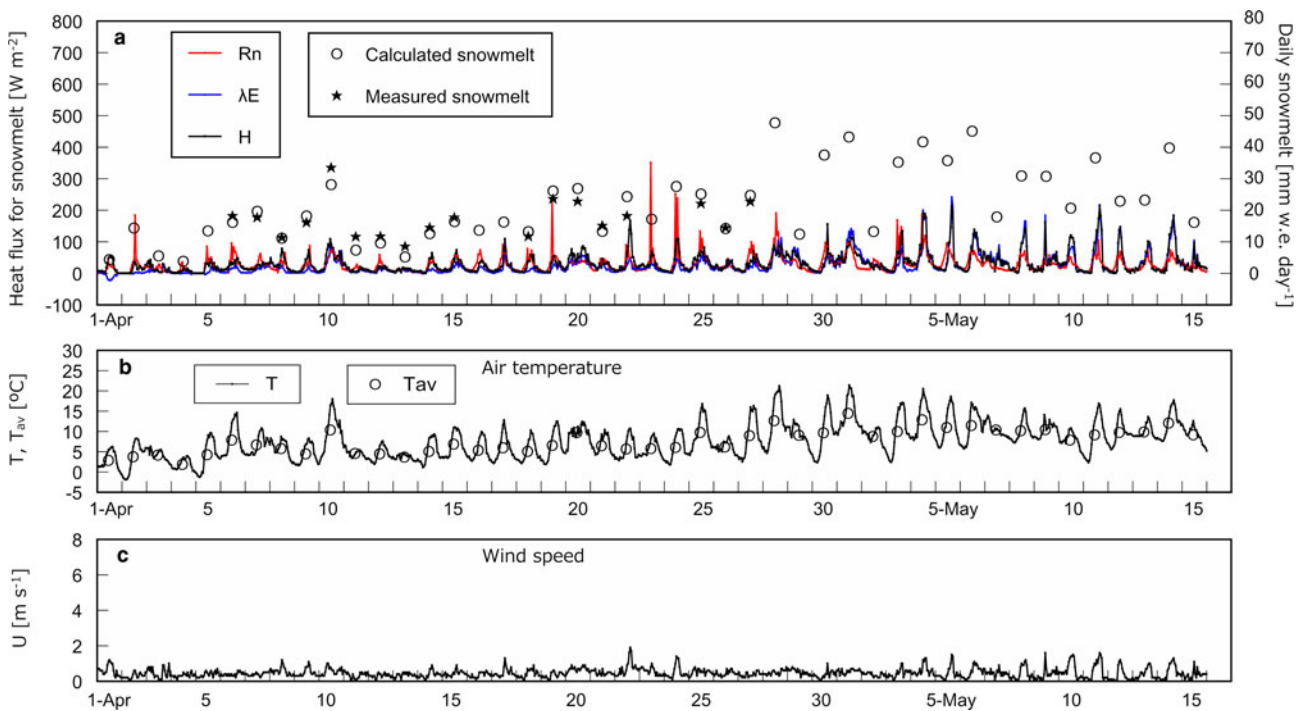 a
Heat flux for snowmelt [W m-2]
800
700
600
500
400
300
200
100
0
-100
Rn
λE
H
Calculated snowmelt
Measured snowmelt
80
70
60
50
40
30
20
10
0
Daily snowmelt [mm w.e. day-1]
1-Apr 5 10 15 20 25 30 5-May 10 15
b
Air temperature
T, Tav [ºC]
30
25
20
15
10
5
0
-5
T
Tav
1-Apr 5 10 15 20 25 30 5-May 10 15
c
Wind speed
U [m s-1]
8
6
4
2
0
1-Apr 5 10 15 20 25 30 5-May 10 15